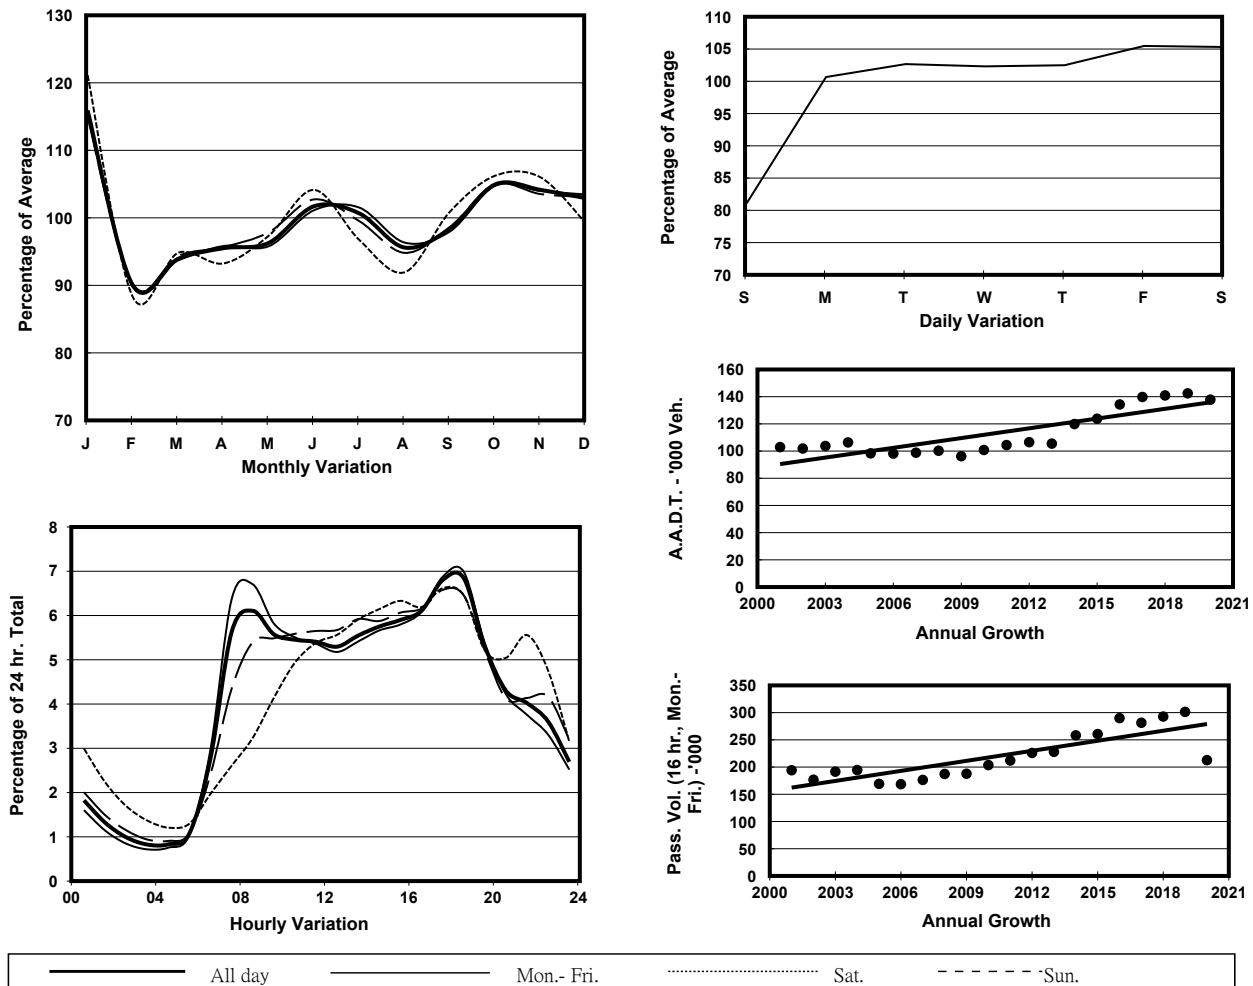 130
120
110
100
90
80
70
Percentage of Average
J F M A M J J A S O N D
Monthly Variation
110
105
100
95
90
85
80
75
70
Percentage of Average
S M T W T F S
Daily Variation
160
140
120
100
80
60
40
20
0
A.A.D.T. - '000 Veh.
2000 2003 2006 2009 2012 2015 2018 2021
Annual Growth
8
7
6
5
4
3
2
1
0
Percentage of 24 hr. Total
00 04 08 12 16 20 24
Hourly Variation
350
300
250
200
150
100
50
0
Pass. Vol. (16 hr., Mon.-
Fri.) -'000
2000 2003 2006 2009 2012 2015 2018 2021
Annual Growth
All day Mon.- Fri. Sat. Sun.